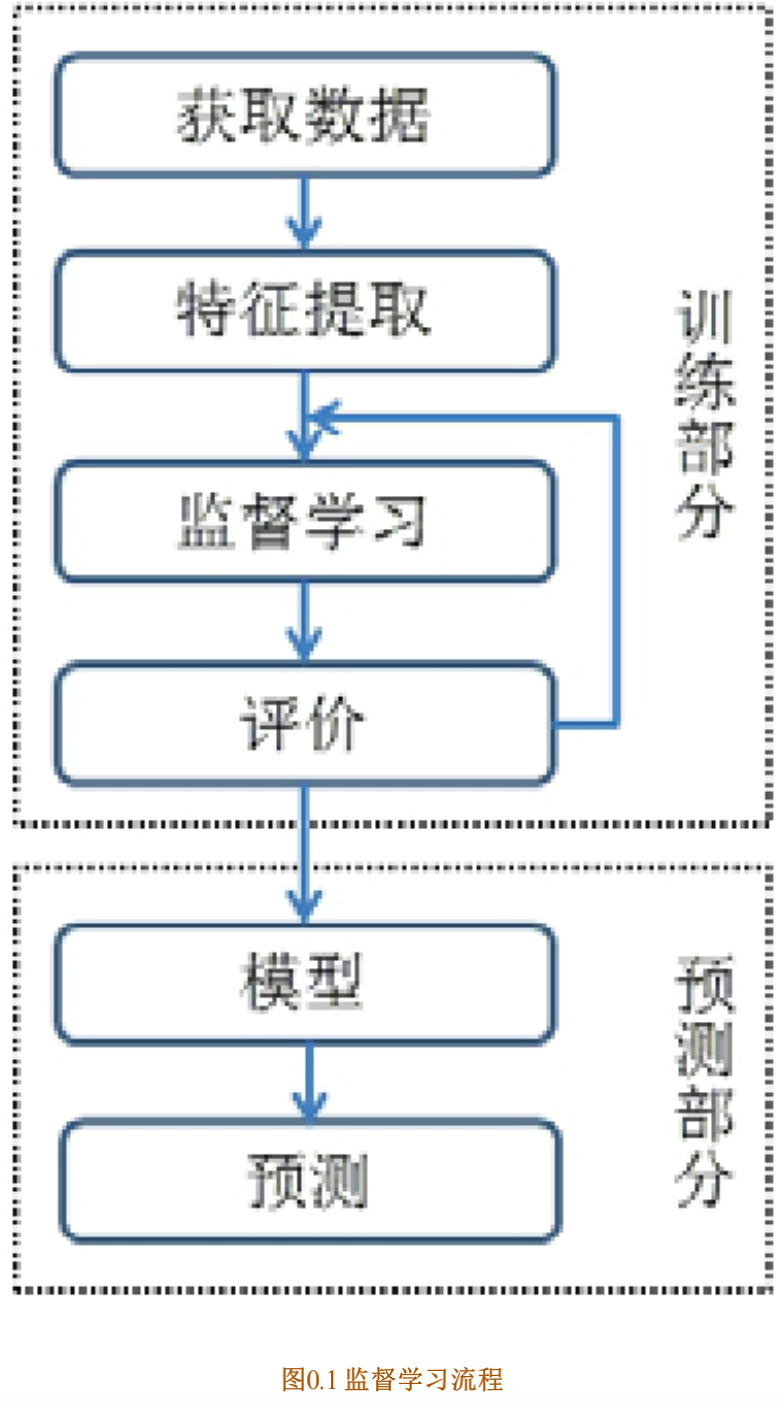 获取数据
特征提取
监督学习
评价
训练部分
模型
预测
预测部分
图0.1 监督学习流程